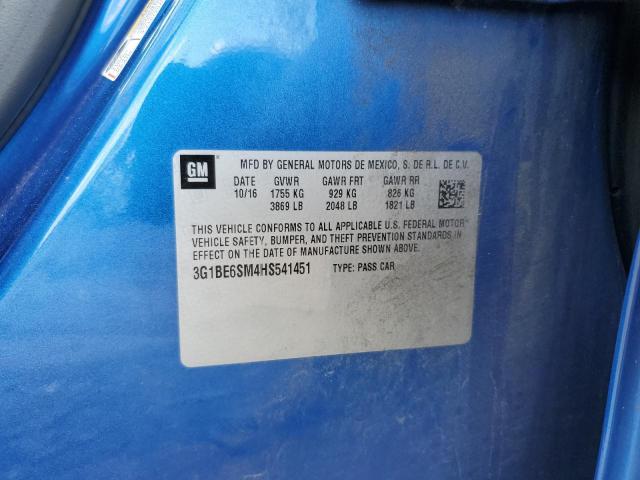 GM
MFD BY GENERAL MOTORS DE MEXICO, S. DE R.L. DE C.V.
DATE GVWR GAWR FRT GAWR RR
10/16 1755 KG 929 KG 826 KG
3869 LB 2048 LB 1821 LB
THIS VEHICLE CONFORMS TO ALL APPLICABLE U.S. FEDERAL MOTOR
VEHICLE SAFETY, BUMPER, AND THEFT PREVENTION STANDARDS IN
EFFECT ON THE DATE OF MANUFACTURE SHOWN ABOVE.
3G1BE6SM4HS541451 TYPE: PASS CAR